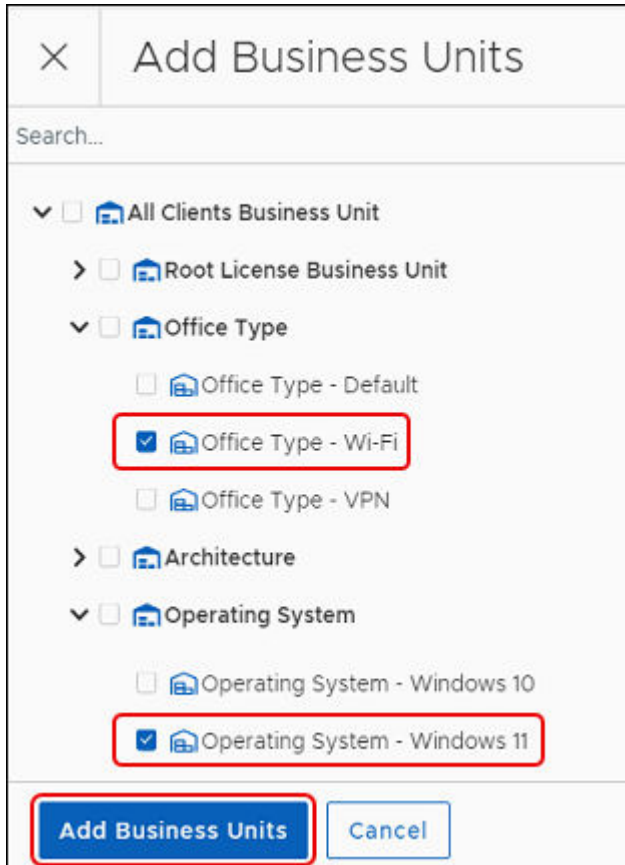 Add Business Units
Search...
All Clients Business Unit
Root License Business Unit
Office Type
Office Type - Default
Office Type - Wi-Fi
Office Type - VPN
Architecture
Operating System
Operating System - Windows 10
Operating System - Windows 11
Add Business Units
Cancel